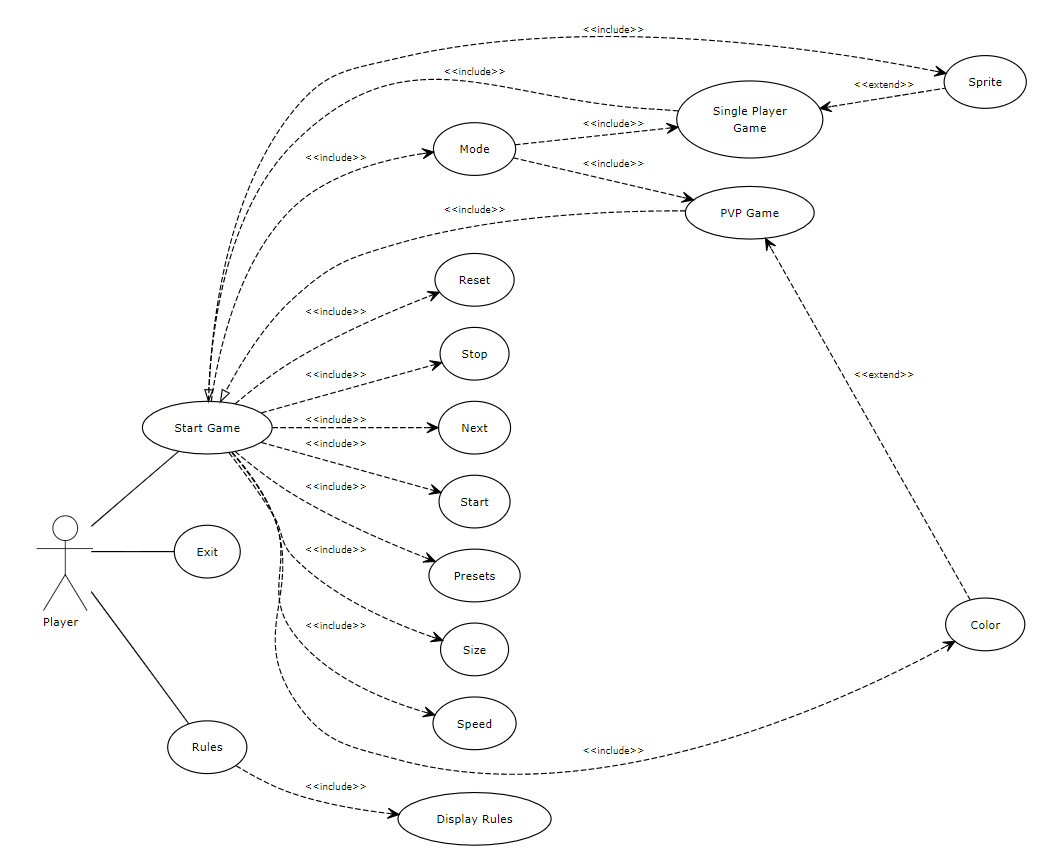 <<include>>
<<include>>
Sprite
<<extend>>
Single Player
Game
<<include>>
Mode
<<include>>
<<include>>
<<include>>
PVP Game
Reset
<<include>>
Stop
<<include>>
<<include>>
Start Game
Next
<<include>>
<<extend>>
<<include>>
Start
Exit
<<include>>
Presets
Player
<<include>>
Color
Size
Rules
Speed
<<include>>
<<include>>
Display Rules